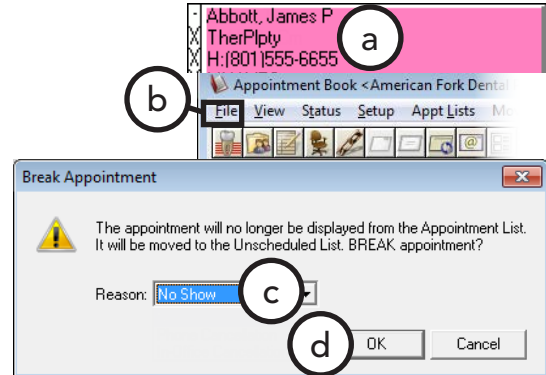 Abbott, James P
TherPlpty
H:(801)555-6655
a
Appointment Book <American Fork Dental
b
File View Status Setup Appt Lists
Break Appointment
The appointment will no longer be displayed from the Appointment List.
It will be moved to the Unscheduled List. BREAK appointment?
Reason: No Show
c
d
OK Cancel